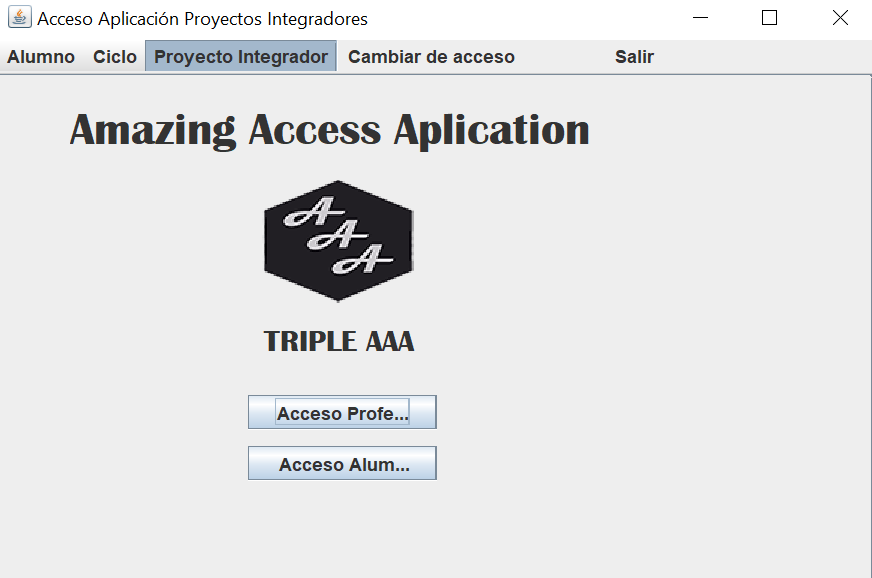 Acceso Aplicación Proyectos Integradores
Alumno Ciclo Proyecto Integrador Cambiar de acceso Salir
Amazing Access Aplication
A
A
A
TRIPLE AAA
Acceso Profe...
Acceso Alum...